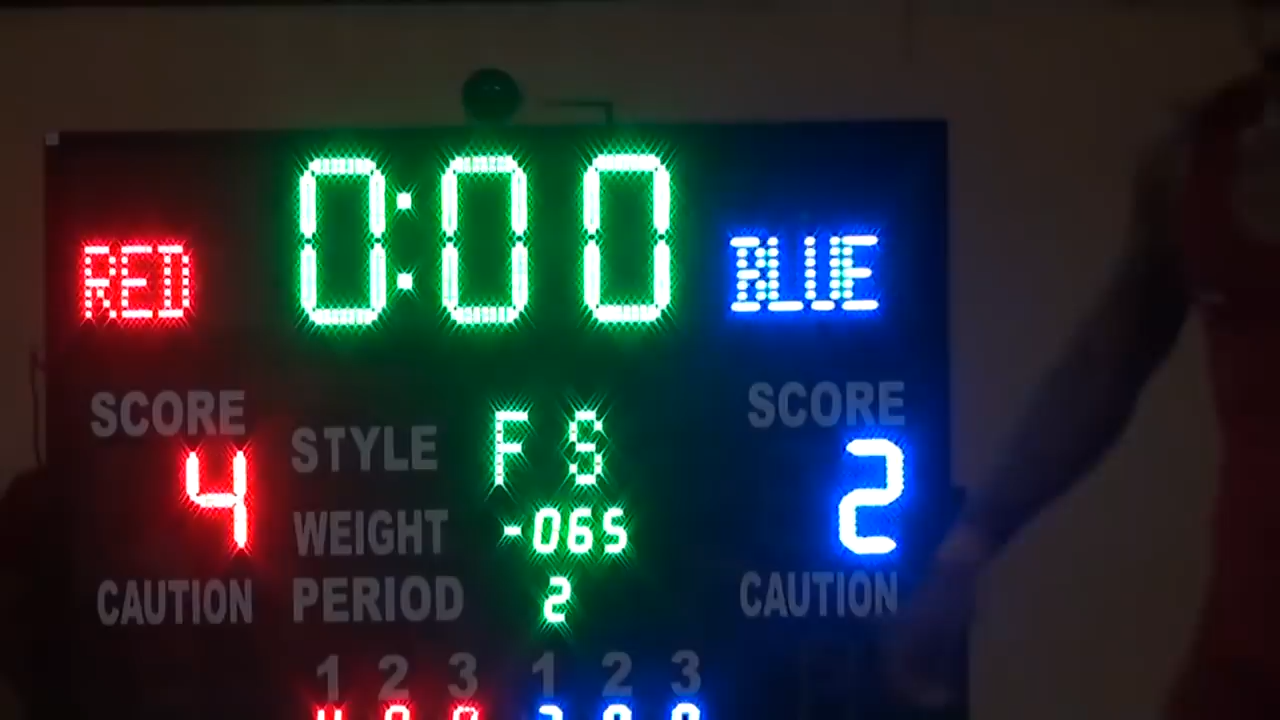 0:00
RED BLUE
SCORE SCORE
STYLE F S
4 2
WEIGHT -065
CAUTION PERIOD 2 CAUTION
1 2 3 1 2 3